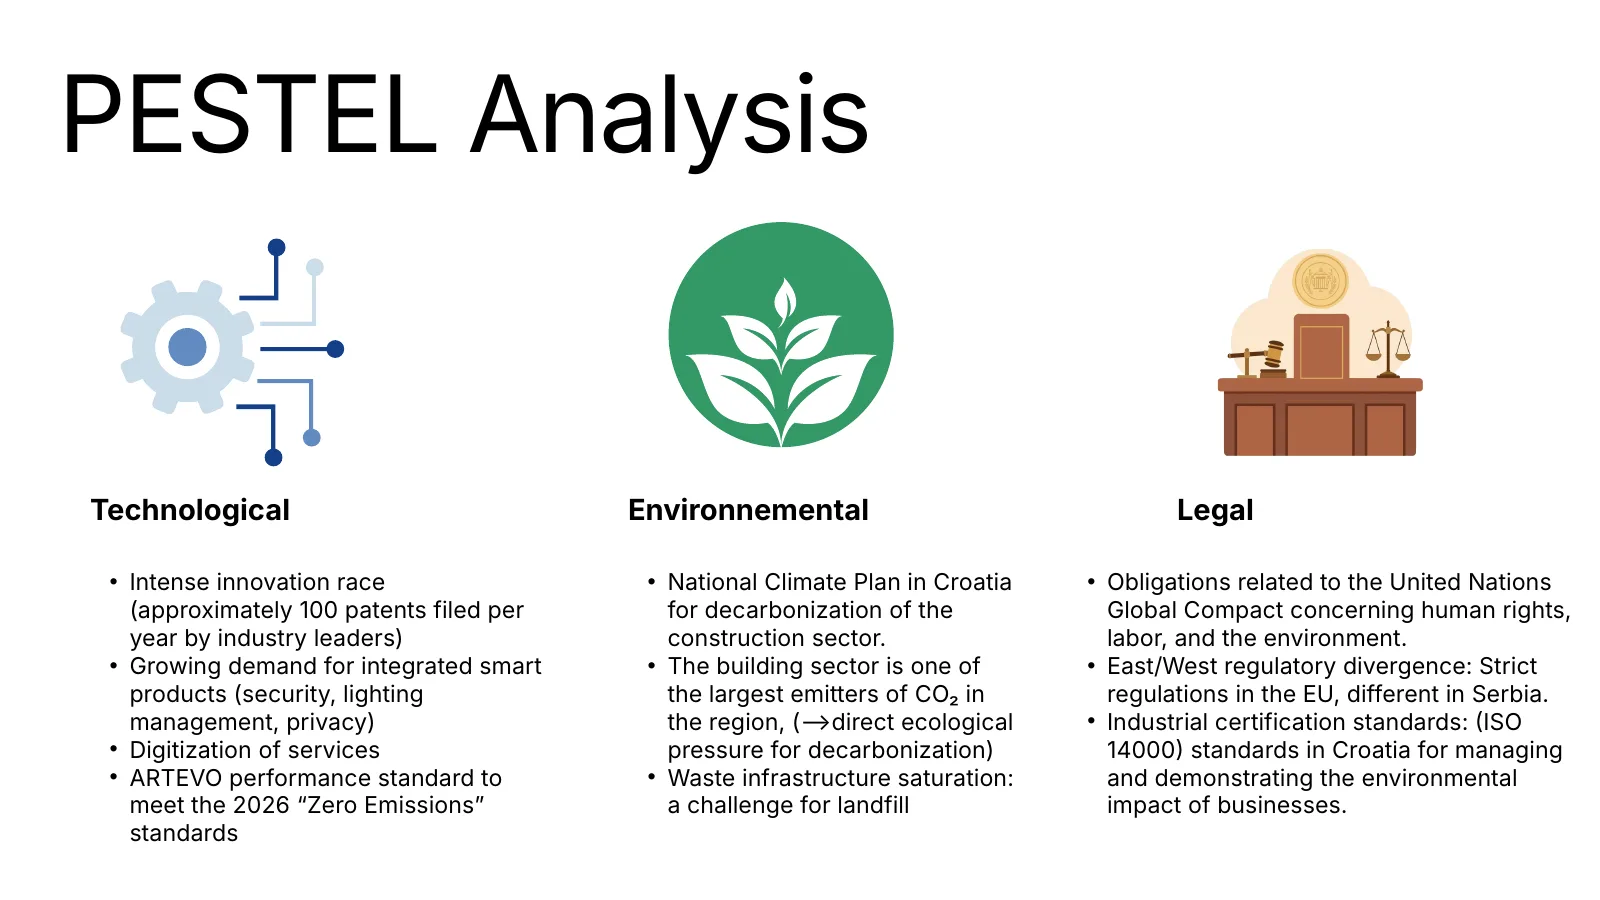 PESTEL Analysis
Technological
• Intense innovation race
(approximately 100 patents filed per
year by industry leaders)
• Growing demand for integrated smart
products (security, lighting
management, privacy)
• Digitization of services
• ARTEVO performance standard to
meet the 2026 “Zero Emissions”
standards
Environnemental
• National Climate Plan in Croatia
for decarbonization of the
construction sector.
• The building sector is one of
the largest emitters of CO₂ in
the region, (-->direct ecological
pressure for decarbonization)
• Waste infrastructure saturation:
a challenge for landfill
Legal
• Obligations related to the United Nations
Global Compact concerning human rights,
labor, and the environment.
• East/West regulatory divergence: Strict
regulations in the EU, different in Serbia.
• Industrial certification standards: (ISO
14000) standards in Croatia for managing
and demonstrating the environmental
impact of businesses.